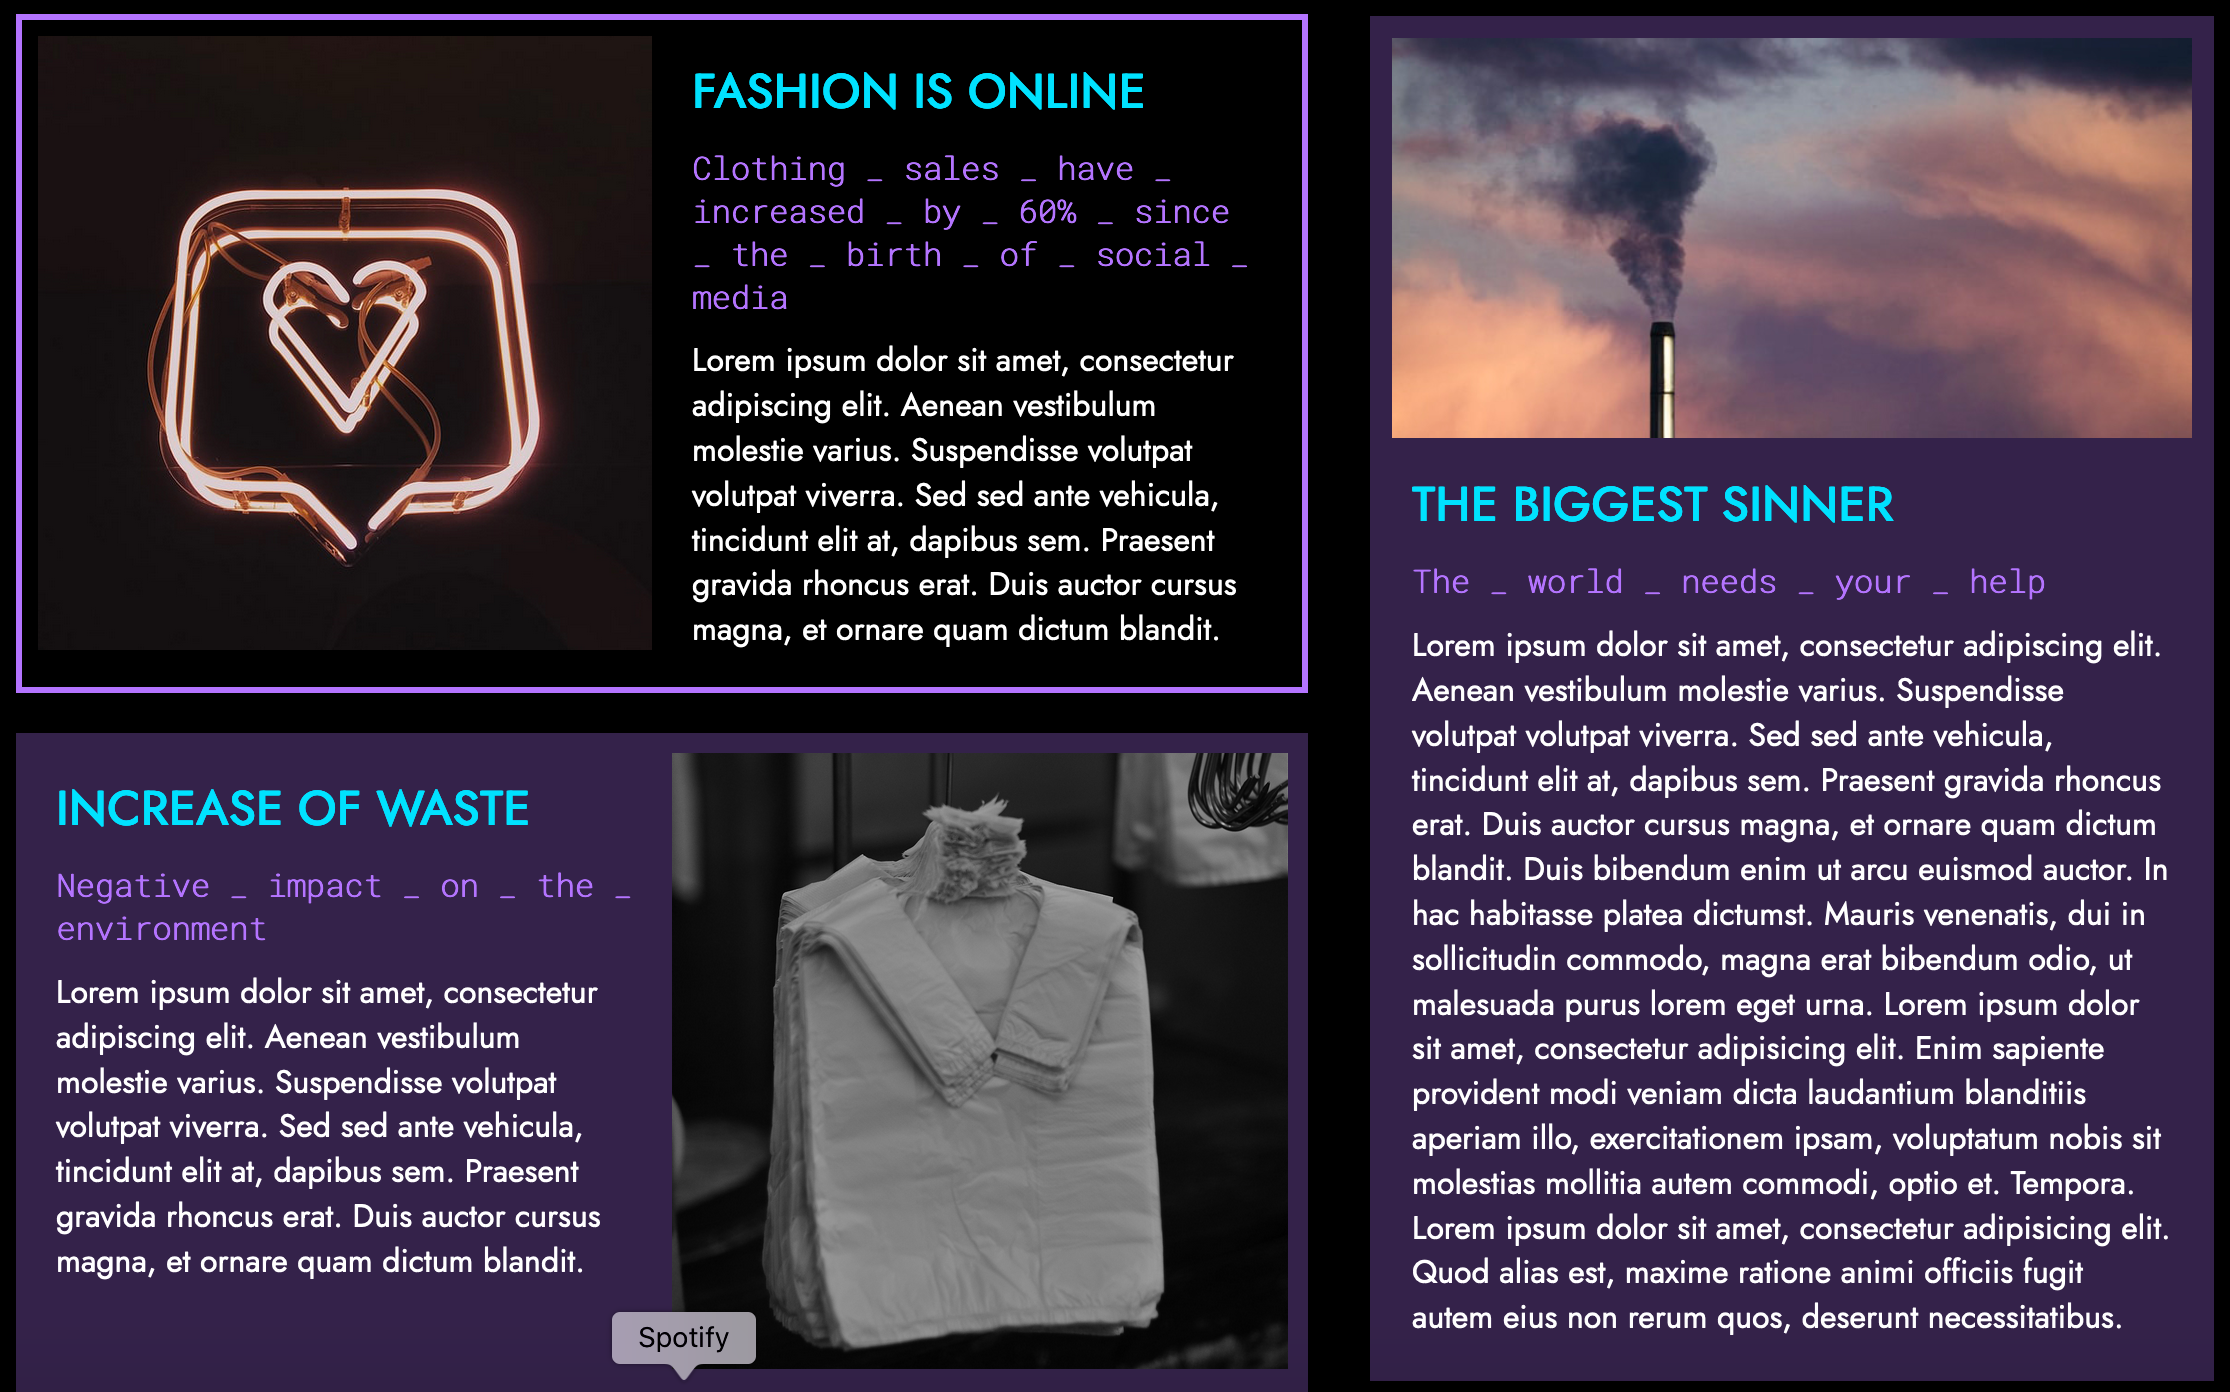 FASHION IS ONLINE
Clothing _ sales _ have _
increased _ by _ 60% _ since
_ the _ birth _ of _ social _
media
Lorem ipsum dolor sit amet, consectetur
adipiscing elit. Aenean vestibulum
molestie varius. Suspendisse volutpat
volutpat viverra. Sed sed ante vehicula,
tincidunt elit at, dapibus sem. Praesent
gravida rhoncus erat. Duis auctor cursus
magna, et ornare quam dictum blandit.
INCREASE OF WASTE
Negative _ impact _ on _ the _
environment
Lorem ipsum dolor sit amet, consectetur
adipiscing elit. Aenean vestibulum
molestie varius. Suspendisse volutpat
volutpat viverra. Sed sed ante vehicula,
tincidunt elit at, dapibus sem. Praesent
gravida rhoncus erat. Duis auctor cursus
magna, et ornare quam dictum blandit.
Spotify
THE BIGGEST SINNER
The _ world _ needs _ your _ help
Lorem ipsum dolor sit amet, consectetur adipiscing elit.
Aenean vestibulum molestie varius. Suspendisse
volutpat volutpat viverra. Sed sed ante vehicula,
tincidunt elit at, dapibus sem. Praesent gravida rhoncus
erat. Duis auctor cursus magna, et ornare quam dictum
blandit. Duis bibendum enim ut arcu euismod auctor. In
hac habitasse platea dictumst. Mauris venenatis, dui in
sollicitudin commodo, magna erat bibendum odio, ut
malesuada purus lorem eget urna. Lorem ipsum dolor
sit amet, consectetur adipisicing elit. Enim sapiente
provident modi veniam dicta laudantium blanditiis
aperiam illo, exercitationem ipsam, voluptatum nobis sit
molestias mollitia autem commodi, optio et. Tempora.
Lorem ipsum dolor sit amet, consectetur adipisicing elit.
Quod alias est, maxime ratione animi officiis fugit
autem eius non rerum quos, deserunt necessitatibus.